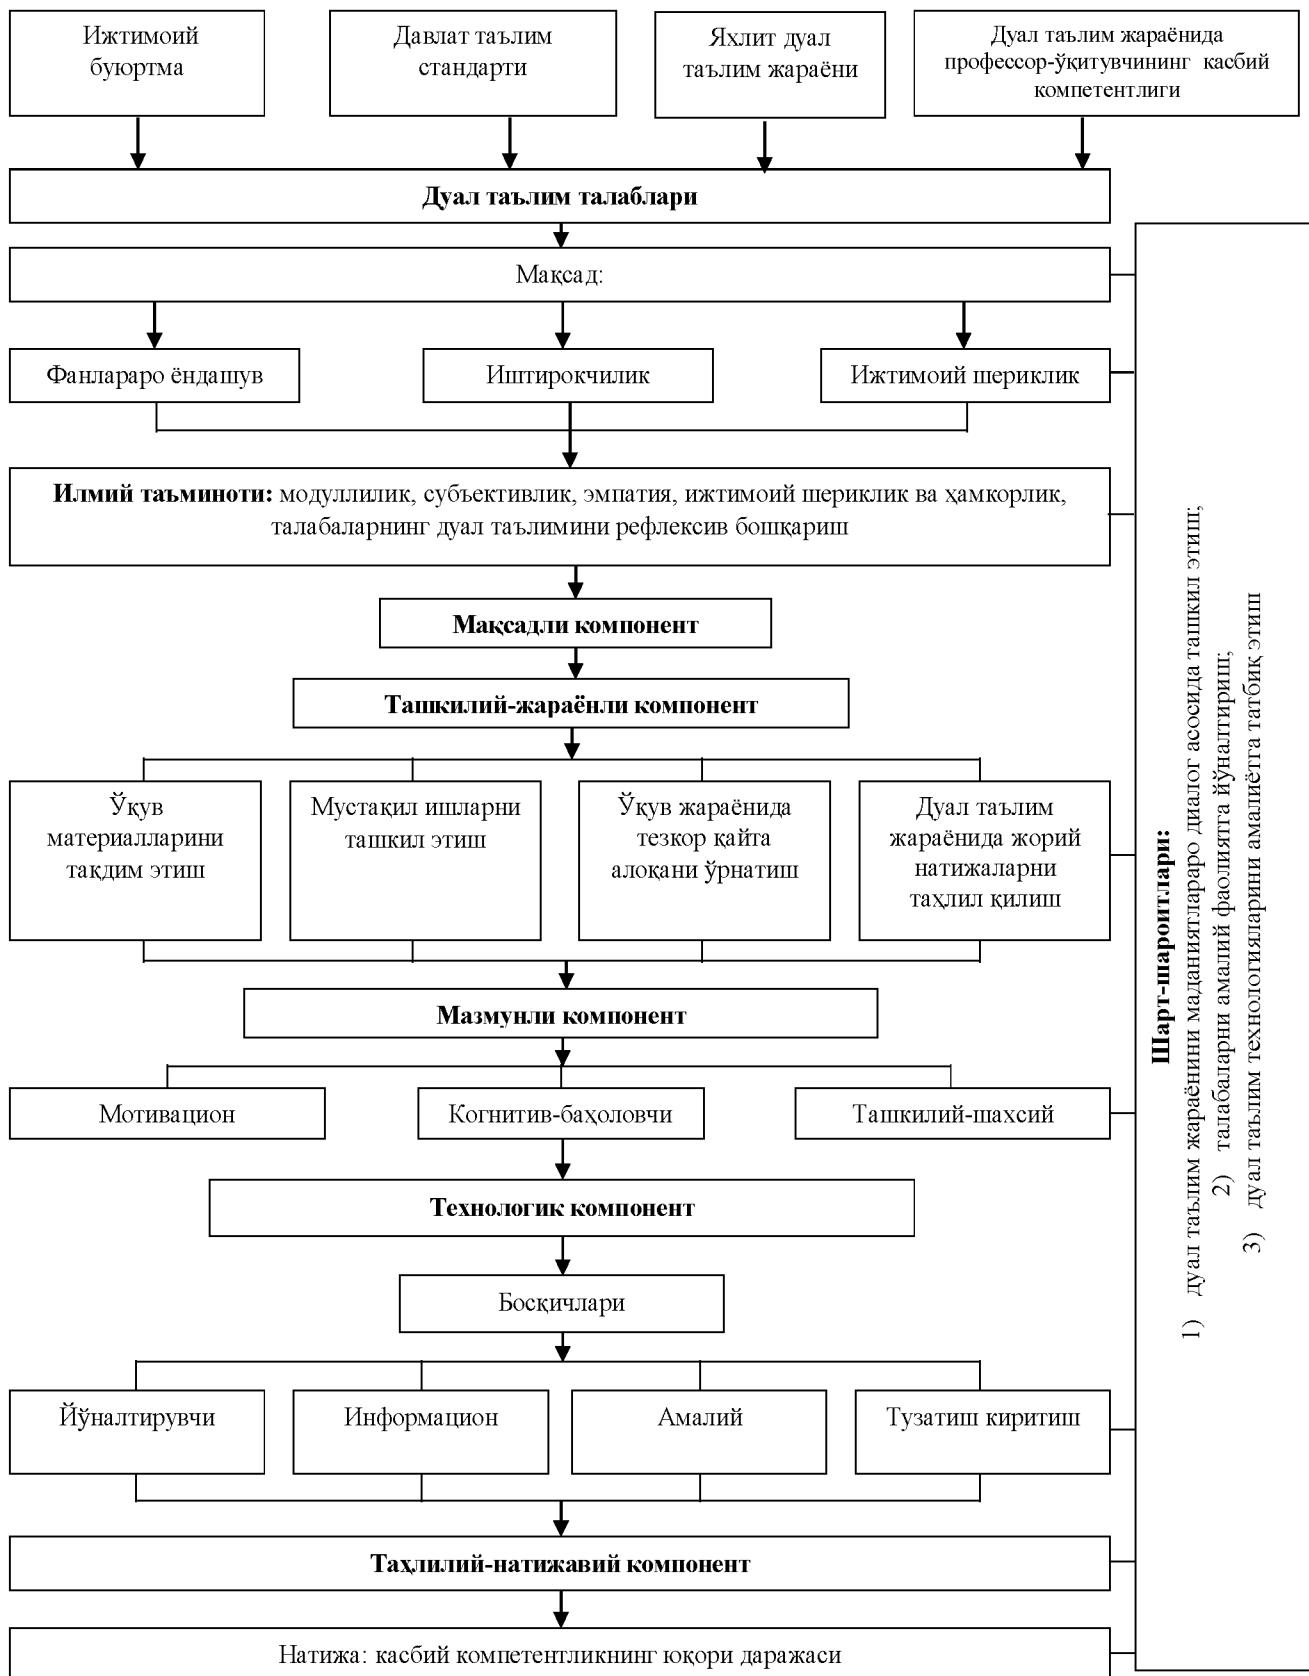 Ижтимоий
буюртма
Давлат таълим
стандарти
Яхлит дуал
таълим жараёни
Дуал таълим жараёнида
профессор-ўқитувчининг касбий
компетентлиги
Дуал таълим талаблари
Мақсад:
Фанлараро ёндашув
Иштирокчилик
Ижтимоий шериклик
Илмий таъминоти: модуллилик, субъективлик, эмпатия, ижтимоий шериклик ва ҳамкорлик,
талабаларнинг дуал таълимини рефлексив бошқариш
Мақсадли компонент
Ташкилий-жараёнли компонент
Ўқув
материалларини
тақдим этиш
Мустақил ишларни
ташкил этиш
Ўқув жараёнида
тезкор қайта
алоқани ўрнатиш
Дуал таълим
жараёнида жорий
натижаларни
таҳлил қилиш
Мазмунли компонент
Мотивацион
Когнитив-баҳоловчи
Ташкилий-шахсий
Технологик компонент
Босқичлари
Йўналтирувчи
Информацион
Амалий
Тузатиш киритиш
Таҳлилий-натижавий компонент
Натижа: касбий компетентликнинг юқори даражаси
Шарт-шароитлари:
1) дуал таълим жараёнини маданиятлараро диалог асосида ташкил этиш;
2) талабаларни амалий фаолиятга йўналтириш;
3) дуал таълим технологияларини амалиётга татбиқ этиш